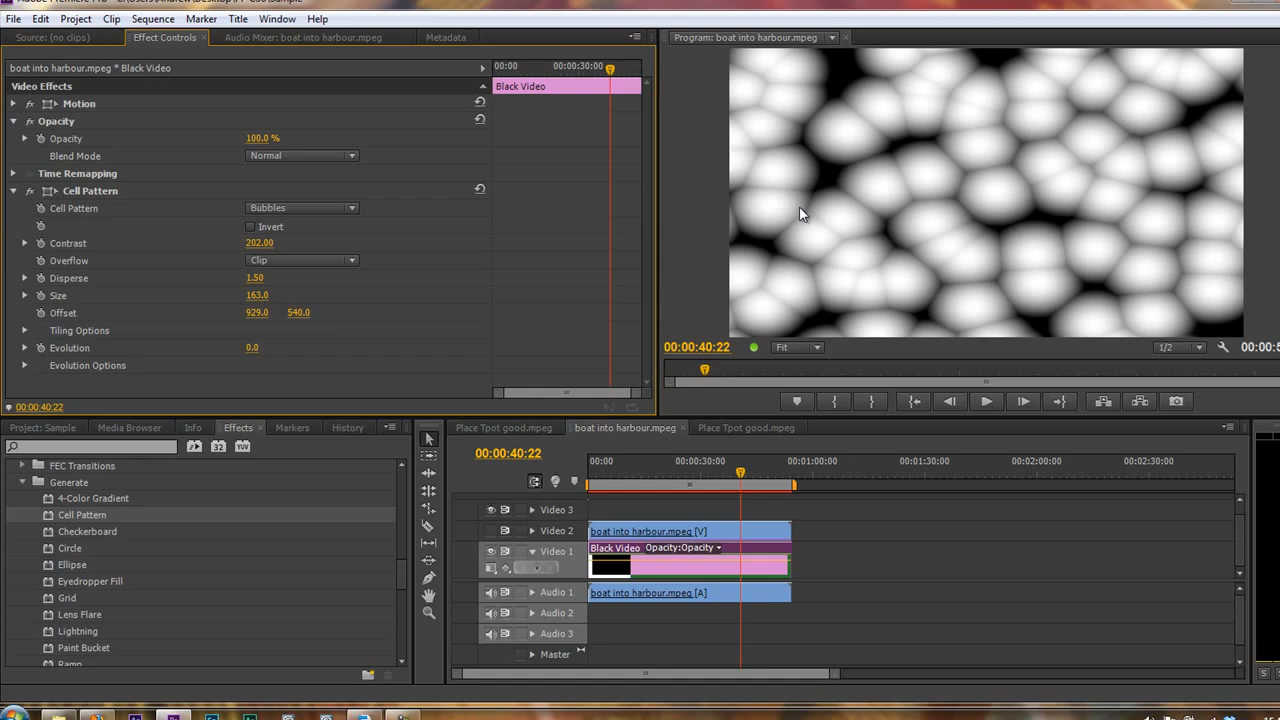 File Edit Project Clip Sequence Marker Title Window Help
Source: (no clips) Effect Controls × Audio Mixer: boat into harbour.mpeg Metadata
Program: boat into harbour.mpeg
boat into harbour.mpeg * Black Video
00:00 00:00:30:00
Video Effects
Black Video
Motion
Opacity
Opacity 100.0 %
Blend Mode Normal
Time Remapping
Cell Pattern
Cell Pattern Bubbles
Invert
Contrast 202.00
Overflow Clip
Disperse 1.50
Size 163.0
Offset 929.0 540.0
Tiling Options
Evolution 0.0
Evolution Options
00:00:40:22
00:00:40:22 Fit 1/2
Project: Sample Media Browser Info Effects × Markers History
Place Tpot good.mpeg boat into harbour.mpeg × Place Tpot good.mpeg
32 YUV
00:00:40:22
00:00 00:00:30:00 00:01:00:00 00:01:30:00 00:02:00:00 00:02:30:00
FEC Transitions
Generate
4-Color Gradient
Cell Pattern
Checkerboard
Circle
Ellipse
Eyedropper Fill
Grid
Lens Flare
Lightning
Paint Bucket
Ramp
Video 3
Video 2 boat into harbour.mpeg [V]
Video 1 Black Video Opacity:Opacity
Audio 1 boat into harbour.mpeg [A]
Audio 2
Audio 3
Master
S